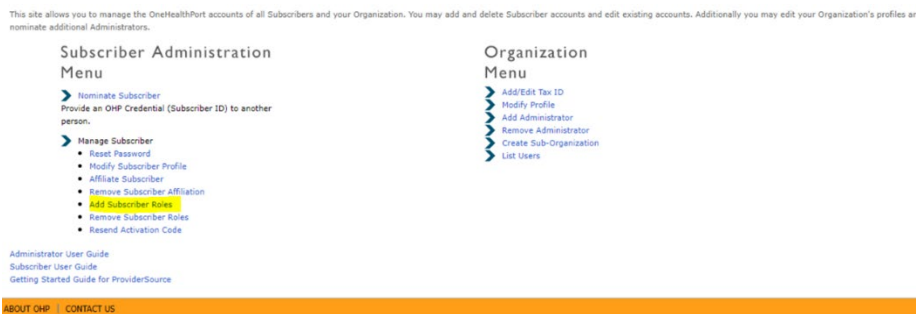 This site allows you to manage the OneHealthPort accounts of all Subscribers and your Organization. You may add and delete Subscriber accounts and edit existing accounts. Additionally you may edit your Organization's profiles
nominate additional Administrators.
Subscriber Administration
Menu
Nominate Subscriber
Provide an OHP Credential (Subscriber ID) to another
person.
Manage Subscriber
Reset Password
Modify Subscriber Profile
Affiliate Subscriber
Remove Subscriber Affiliation
Add Subscriber Roles
Remove Subscriber Roles
Resend Activation Code
Organization
Menu
Add/Edit Tax ID
Modify Profile
Add Administrator
Remove Administrator
Create Sub-Organization
List Users
Administrator User Guide
Subscriber User Guide
Getting Started Guide for ProviderSource
ABOUT OHP | CONTACT US